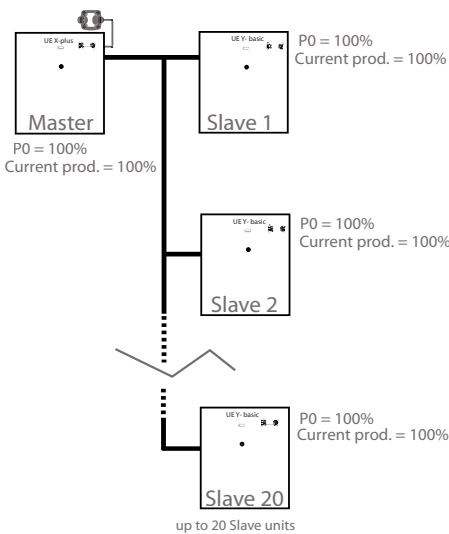 UE X-plus
Master
P0 = 100%
Current prod. = 100%
UE Y- basic
Slave 1
P0 = 100%
Current prod. = 100%
UE Y- basic
Slave 2
P0 = 100%
Current prod. = 100%
UE Y- basic
Slave 20
P0 = 100%
Current prod. = 100%
up to 20 Slave units